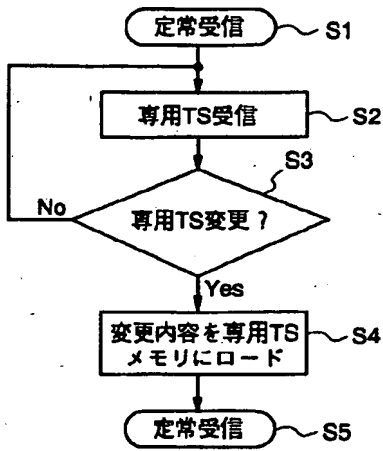 定常受信
S1
専用TS受信
S2
S3
専用TS変更？
No
Yes
変更内容を専用TS
メモリにロード
S4
定常受信
S5